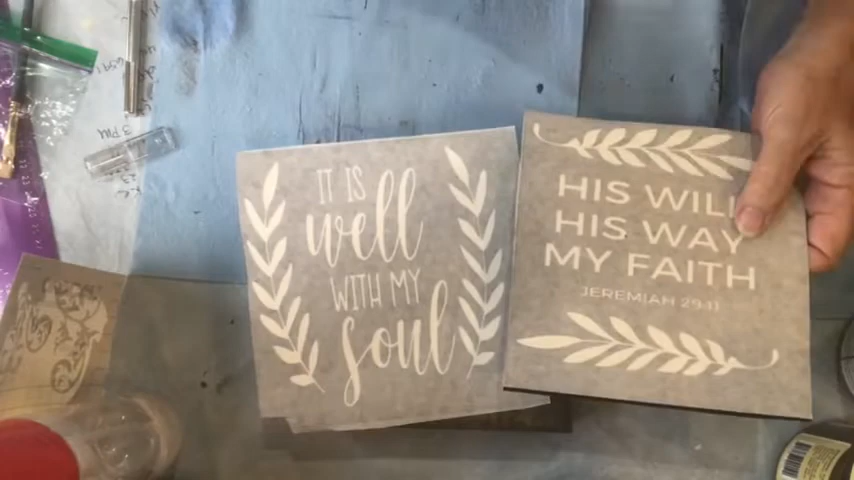 IT IS
well
WITH MY
soul
HIS WILL
HIS WAY
MY FAITH
JEREMIAH 29:11